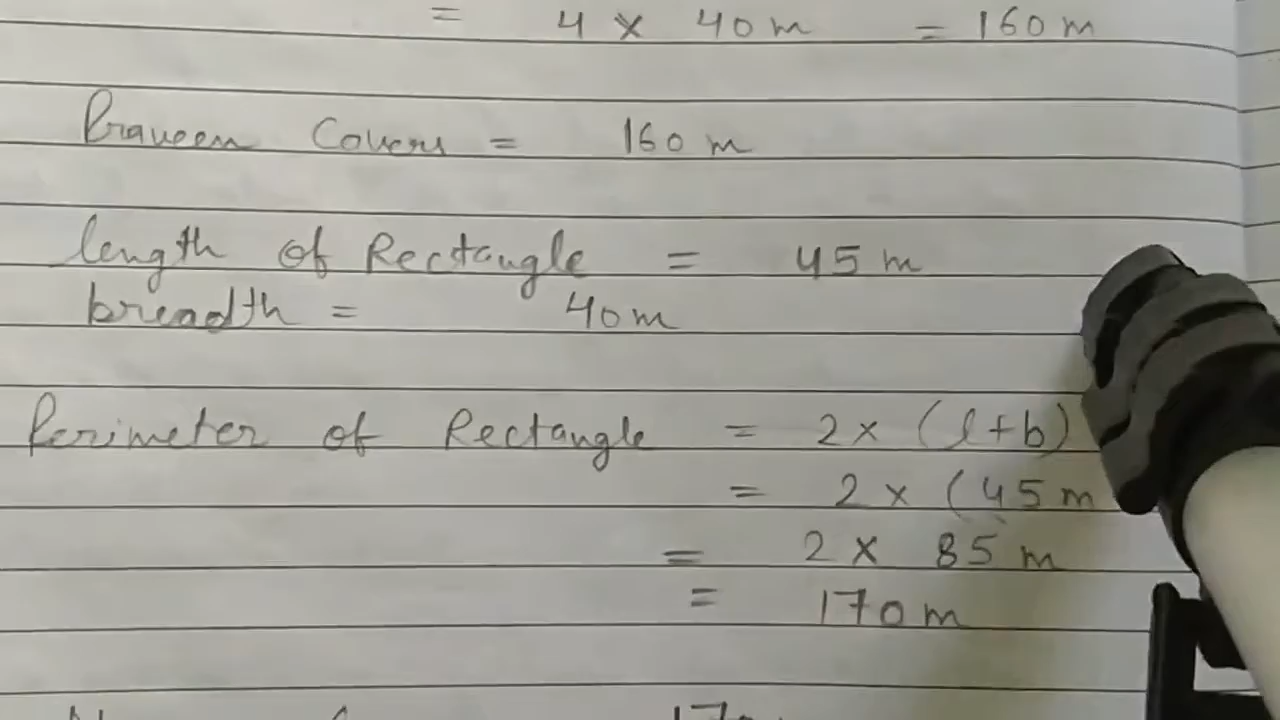 = 4 × 40 m = 160 m
Praveen Covers = 160 m
length of Rectangle = 45 m
breadth = 40 m
Perimeter of Rectangle = 2 × (l+b)
= 2 × (45 m
= 2 × 85 m
= 170 m